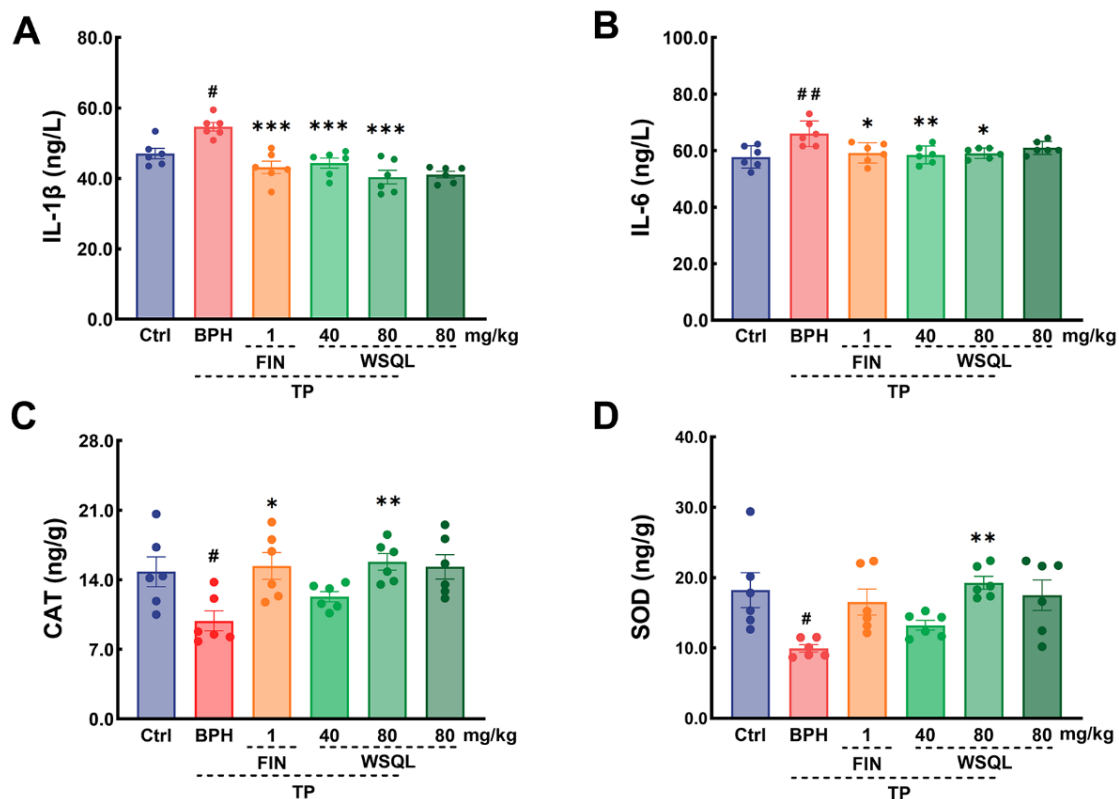 A
IL-1β (ng/L)
80.0
60.0
40.0
20.0
0.0
#
***
***
***
Ctrl BPH 1 40 80 80 mg/kg
FIN WSQL
TP
B
IL-6 (ng/L)
100.0
80.0
60.0
40.0
20.0
0.0
##
*
**
*
Ctrl BPH 1 40 80 80 mg/kg
FIN WSQL
TP
C
CAT (ng/g)
28.0
21.0
14.0
7.0
0.0
#
*
**
Ctrl BPH 1 40 80 80 mg/kg
FIN WSQL
TP
D
SOD (ng/g)
40.0
30.0
20.0
10.0
0.0
#
**
Ctrl BPH 1 40 80 80 mg/kg
FIN WSQL
TP